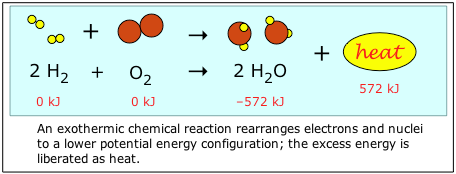 + → + heat
2 H₂ + O₂ → 2 H₂O
0 kJ 0 kJ –572 kJ 572 kJ
An exothermic chemical reaction rearranges electrons and nuclei
to a lower potential energy configuration; the excess energy is
liberated as heat.